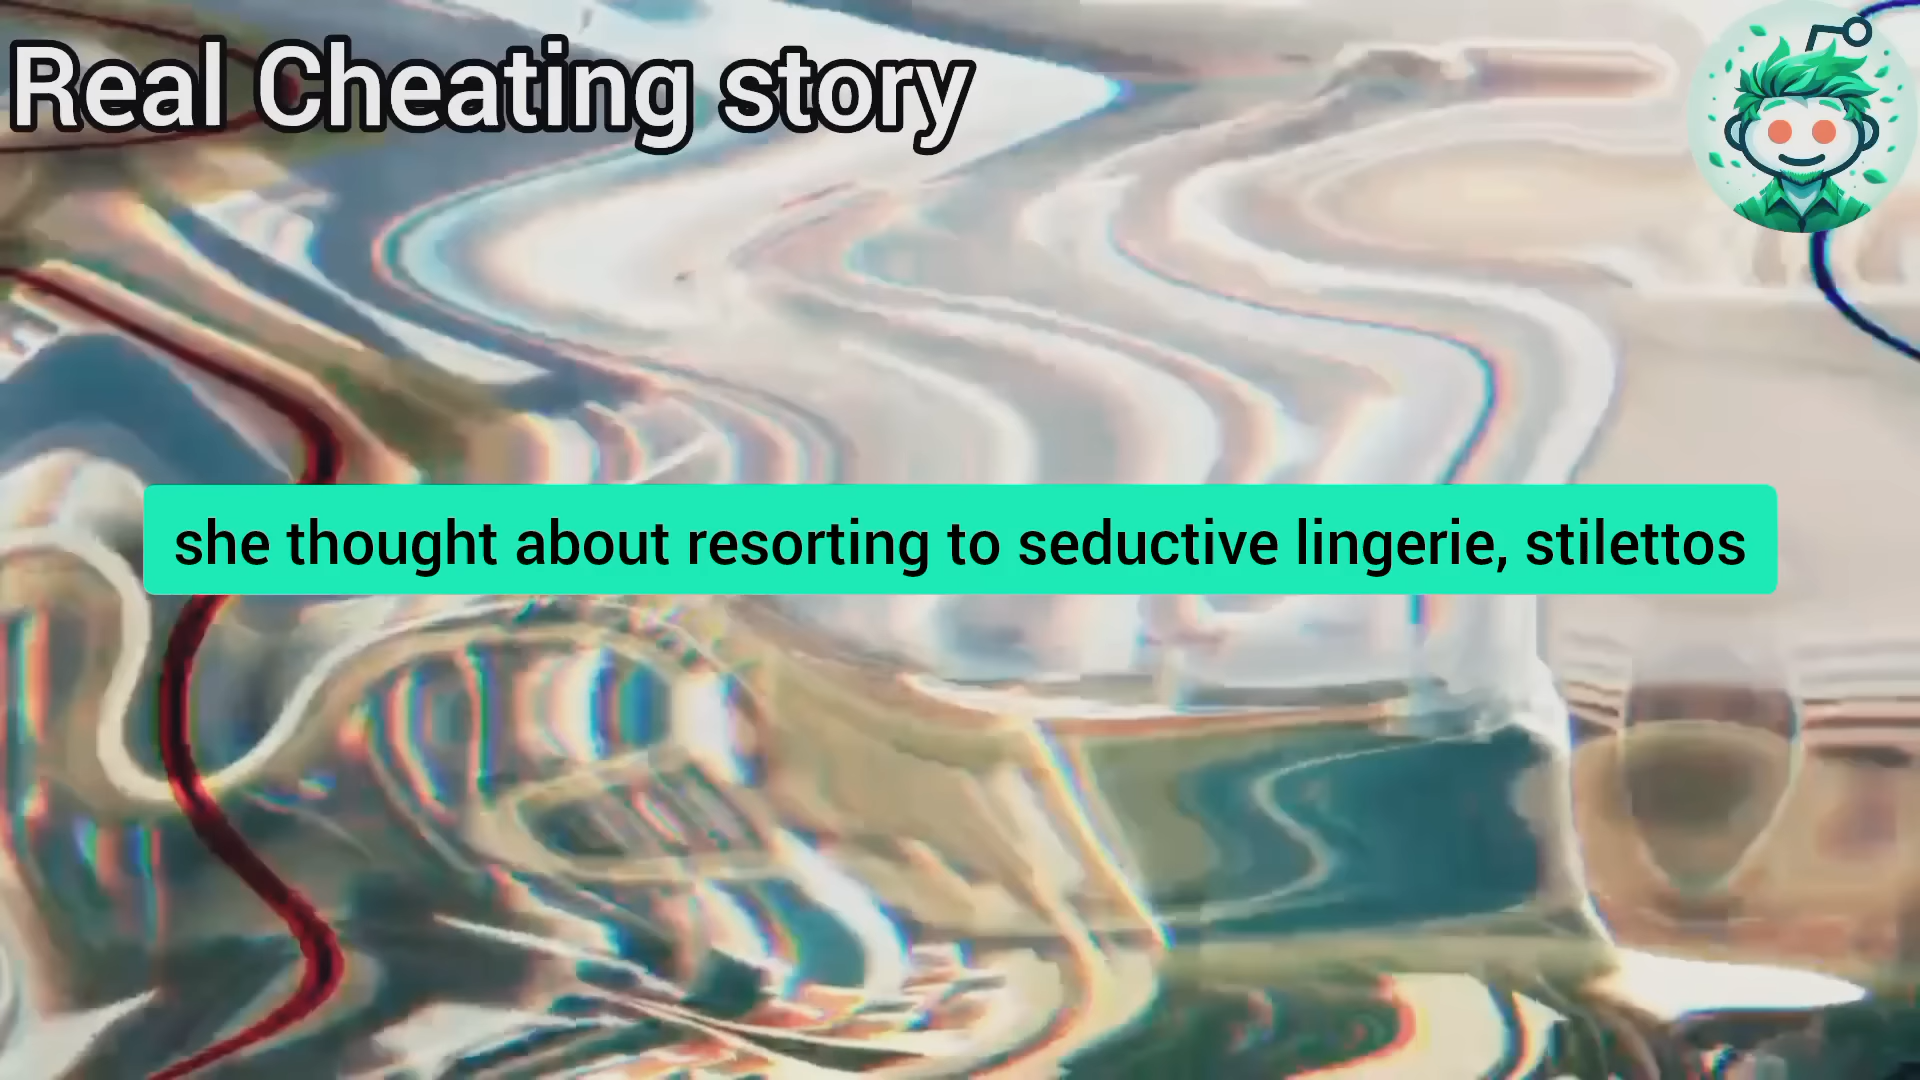 Real Cheating story
she thought about resorting to seductive lingerie, stilettos